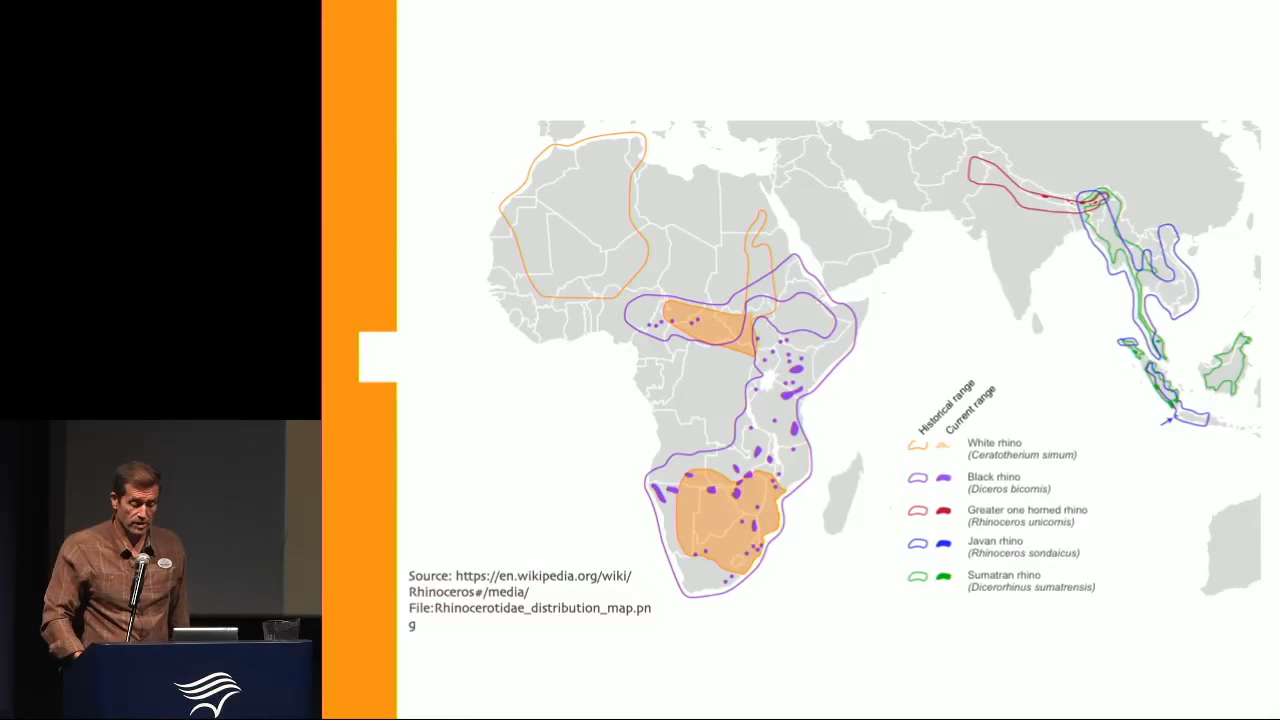 Historical range
Current range
White rhino
(Ceratotherium simum)
Black rhino
(Diceros bicornis)
Greater one horned rhino
(Rhinoceros unicornis)
Javan rhino
(Rhinoceros sondaicus)
Sumatran rhino
(Dicerorhinus sumatrensis)
Source: https://en.wikipedia.org/wiki/
Rhinoceros#/media/
File:Rhinocerotidae_distribution_map.pn
g